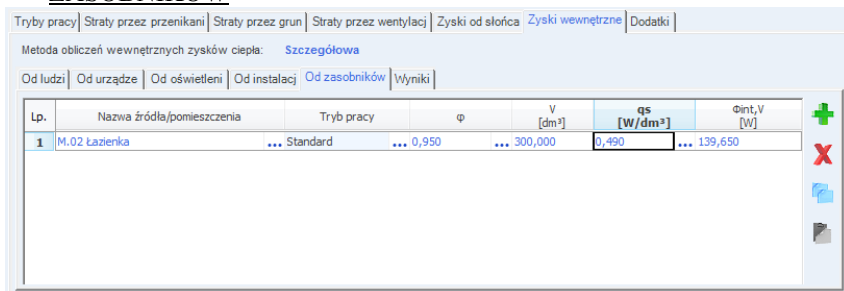 ZASOBNIKÓW
Tryby pracy Straty przez przenikani Straty przez grun Straty przez wentylacj Zyski od słońca Zyski wewnętrzne Dodatki
Metoda obliczeń wewnętrznych zysków ciepła: Szczegółowa
Od ludzi Od urządze Od oświetleni Od instalacj Od zasobników Wyniki
Lp. Nazwa źródła/pomieszczenia Tryb pracy φ V [dm³] qs [W/dm³] Φint,V [W]
1 M.02 Łazienka ... Standard ... 0,950 ... 300,000 0,490 ... 139,650